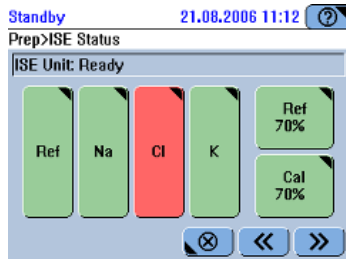 Standby 21.08.2006 11:12 ?
Prep>ISE Status
ISE Unit: Ready
Ref Na Cl K
Ref
70%
Cal
70%